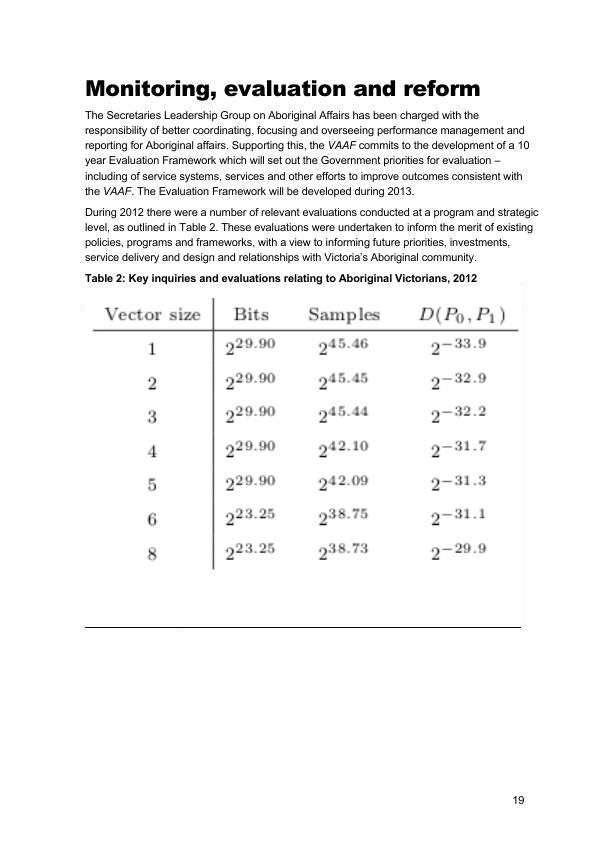 Monitoring, evaluation and reform
The Secretaries Leadership Group on Aboriginal Affairs has been charged with the
responsibility of better coordinating, focusing and overseeing performance management and
reporting for Aboriginal affairs. Supporting this, the VAAF commits to the development of a 10
year Evaluation Framework which will set out the Government priorities for evaluation –
including of service systems, services and other efforts to improve outcomes consistent with
the VAAF. The Evaluation Framework will be developed during 2013.
During 2012 there were a number of relevant evaluations conducted at a program and strategic
level, as outlined in Table 2. These evaluations were undertaken to inform the merit of existing
policies, programs and frameworks, with a view to informing future priorities, investments,
service delivery and design and relationships with Victoria's Aboriginal community.
Table 2: Key inquiries and evaluations relating to Aboriginal Victorians, 2012
Vector size Bits Samples D(P₀, P₁)
1 2^29.90 2^45.46 2^−33.9
2 2^29.90 2^45.45 2^−32.9
3 2^29.90 2^45.44 2^−32.2
4 2^29.90 2^42.10 2^−31.7
5 2^29.90 2^42.09 2^−31.3
6 2^23.25 2^38.75 2^−31.1
8 2^23.25 2^38.73 2^−29.9
19